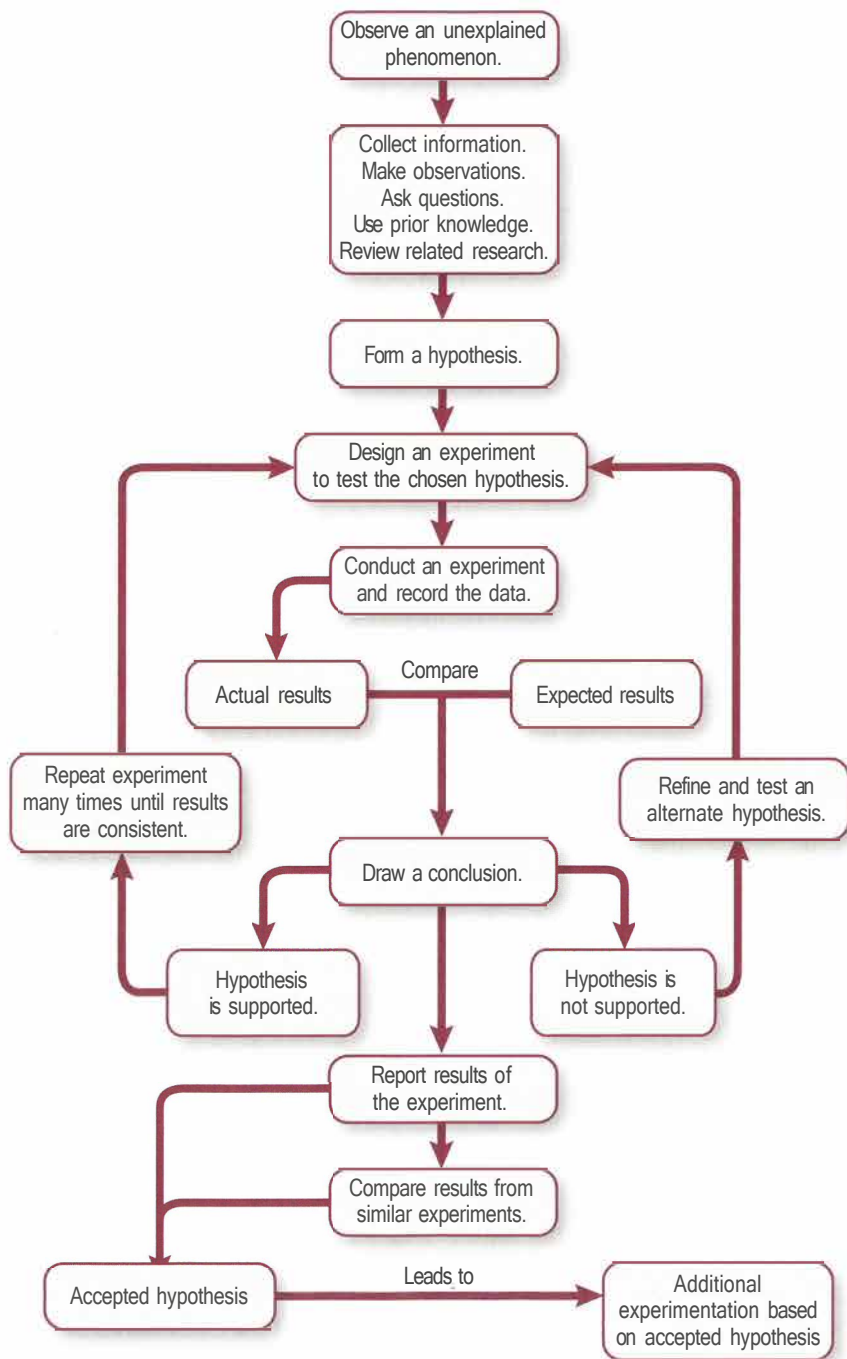 Observe an unexplained
phenomenon.
Collect information.
Make observations.
Ask questions.
Use prior knowledge.
Review related research.
Form a hypothesis.
Design an experiment
to test the chosen hypothesis.
Conduct an experiment
and record the data.
Actual results
Compare
Expected results
Repeat experiment
many times until results
are consistent.
Refine and test an
alternate hypothesis.
Draw a conclusion.
Hypothesis
is supported.
Hypothesis is
not supported.
Report results of
the experiment.
Compare results from
similar experiments.
Accepted hypothesis
Leads to
Additional
experimentation based
on accepted hypothesis